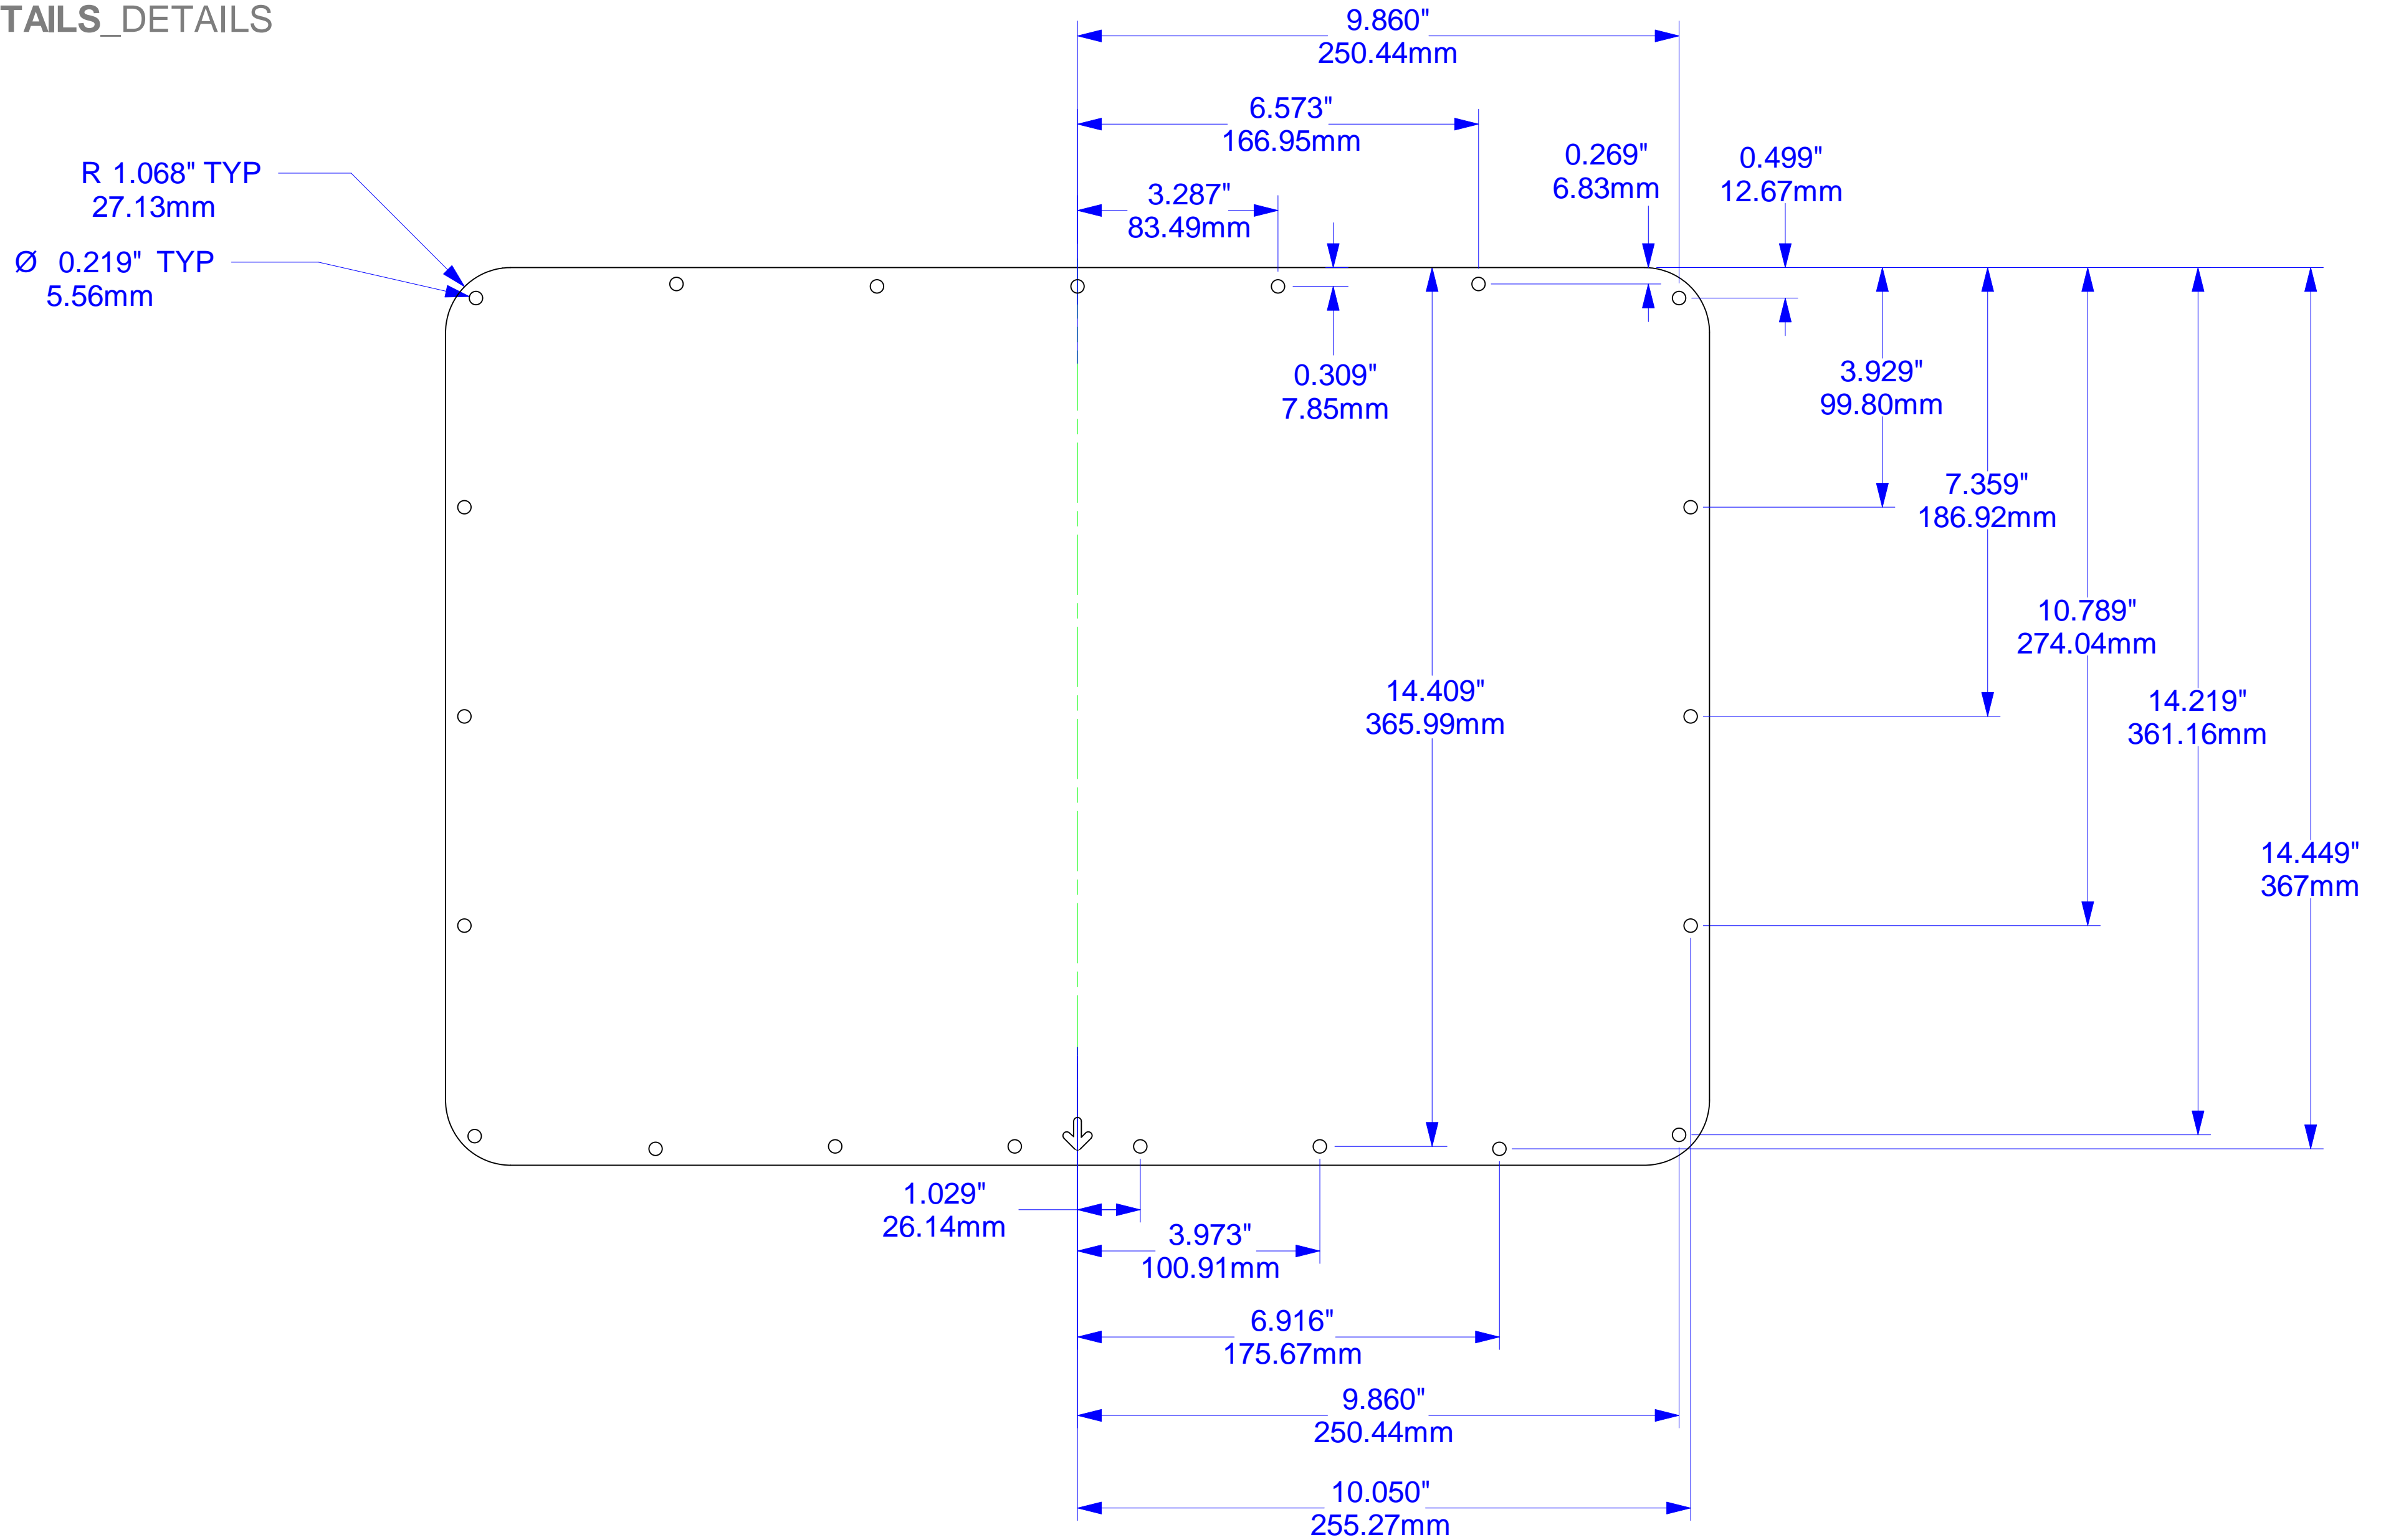 TAILS_DETAILS
9.860"
250.44mm
6.573"
166.95mm
3.287"
83.49mm
0.269"
6.83mm
0.499"
12.67mm
R 1.068" TYP
27.13mm
Ø 0.219" TYP
5.56mm
0.309"
7.85mm
3.929"
99.80mm
7.359"
186.92mm
10.789"
274.04mm
14.409"
365.99mm
14.219"
361.16mm
14.449"
367mm
1.029"
26.14mm
3.973"
100.91mm
6.916"
175.67mm
9.860"
250.44mm
10.050"
255.27mm